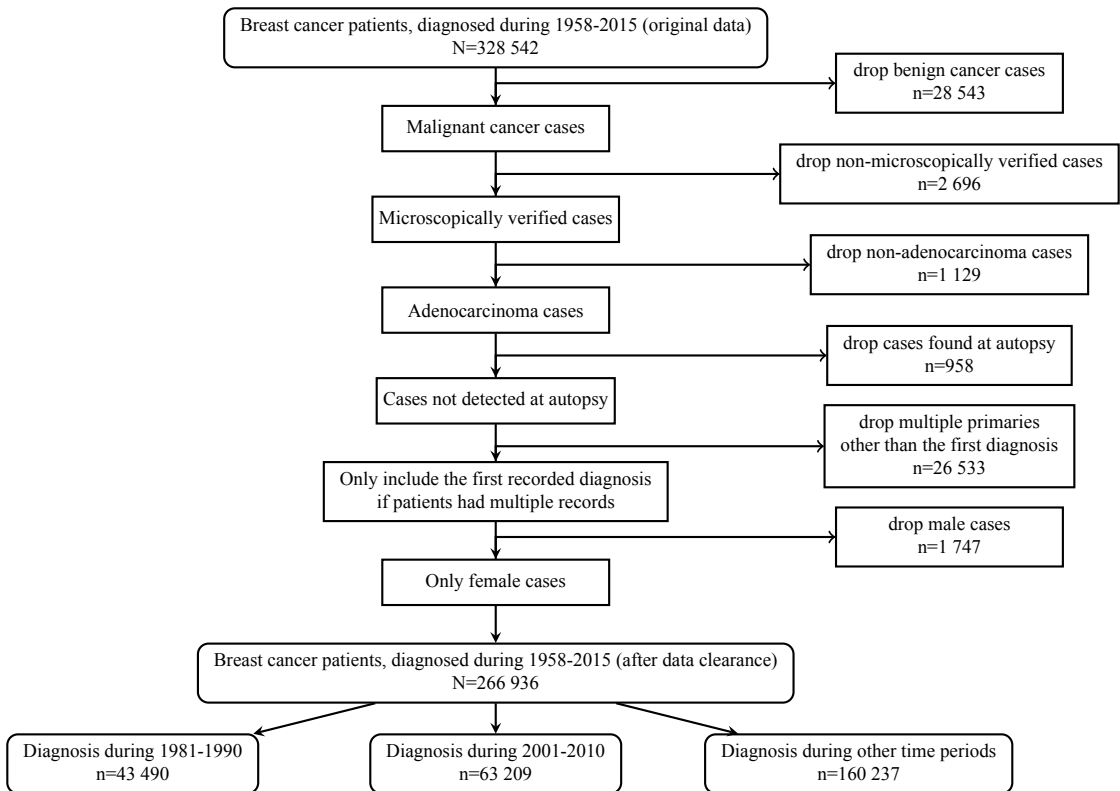 Breast cancer patients, diagnosed during 1958-2015 (original data)
N=328 542
drop benign cancer cases
n=28 543
Malignant cancer cases
drop non-microscopically verified cases
n=2 696
Microscopically verified cases
drop non-adenocarcinoma cases
n=1 129
Adenocarcinoma cases
drop cases found at autopsy
n=958
Cases not detected at autopsy
drop multiple primaries
other than the first diagnosis
n=26 533
Only include the first recorded diagnosis
if patients had multiple records
drop male cases
n=1 747
Only female cases
Breast cancer patients, diagnosed during 1958-2015 (after data clearance)
N=266 936
Diagnosis during 1981-1990
n=43 490
Diagnosis during 2001-2010
n=63 209
Diagnosis during other time periods
n=160 237